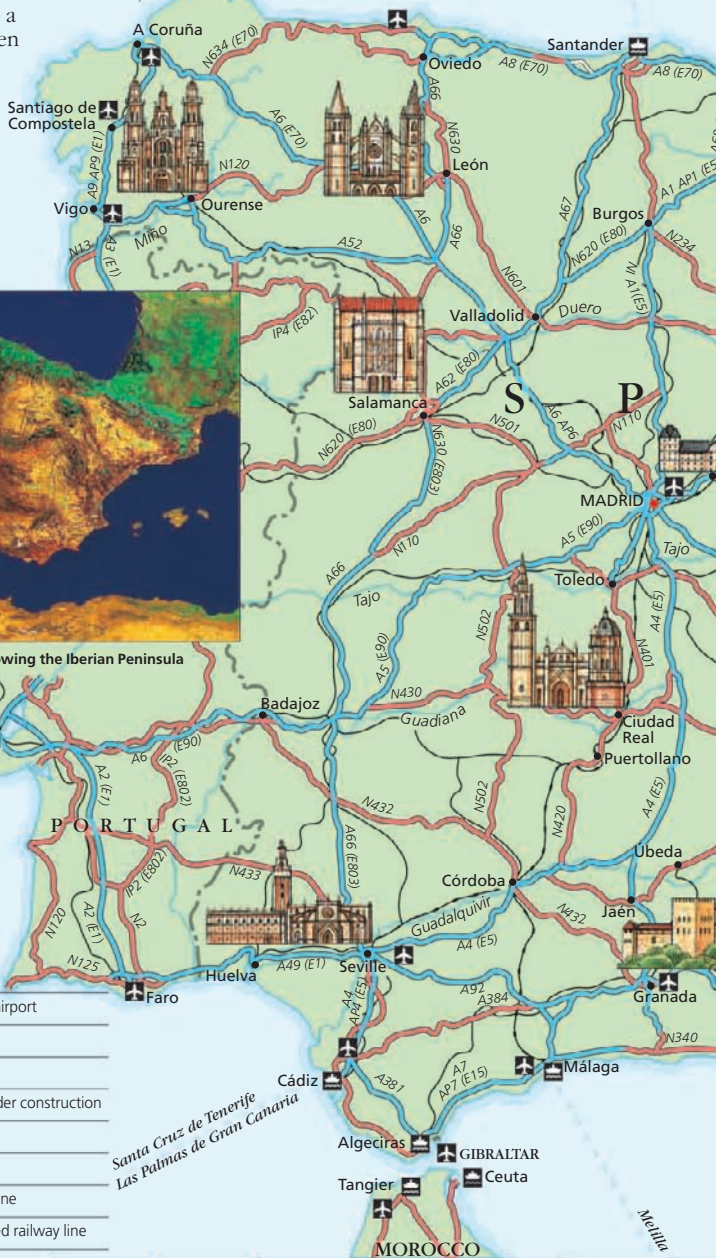 a
en
A Coruña
N634 (E70)
Oviedo
A8 (E70)
Santander
A8 (E70)
Santiago de
Compostela
A9 AP9 (E1)
A6 (E70)
A66
N630
N120
León
A1 AP1 (E5
Vigo
Ourense
Miño
A3 (E1)
N13
A52
A6
A66
A67
Burgos
N620 (E80)
N234
N601
N1 A1(E5)
IP4 (E82)
Valladolid
Duero
A62 (E80)
Salamanca
S P
N620 (E80)
N630 (E803)
N501
A6 AP6
N110
MADRID
N110
A5 (E90)
Tajo
A66
Tajo
Toledo
A4 (E5)
N502
N401
A5 (E90)
owing the Iberian Peninsula
N430
Badajoz
Guadiana
Ciudad
Real
Puertollano
A6
(E90)
IP2 (E802)
A2 (E1)
N432
N502
N420
A4 (E5)
PORTUGAL
A66 (E803)
Úbeda
N433
IP2 (E802)
Córdoba
Jaén
N120
A2 (E1)
N2
Guadalquivir
A4 (E5)
N432
N125
Huelva
A49 (E1)
Seville
Faro
A92
A384
Granada
A4
AP4 (E5)
N340
irport
Cádiz
A381
A7
AP7 (E15)
Málaga
der construction
Santa Cruz de Tenerife
Las Palmas de Gran Canaria
Algeciras
GIBRALTAR
Tangier
Ceuta
ne
ed railway line
Melilla
MOROCCO